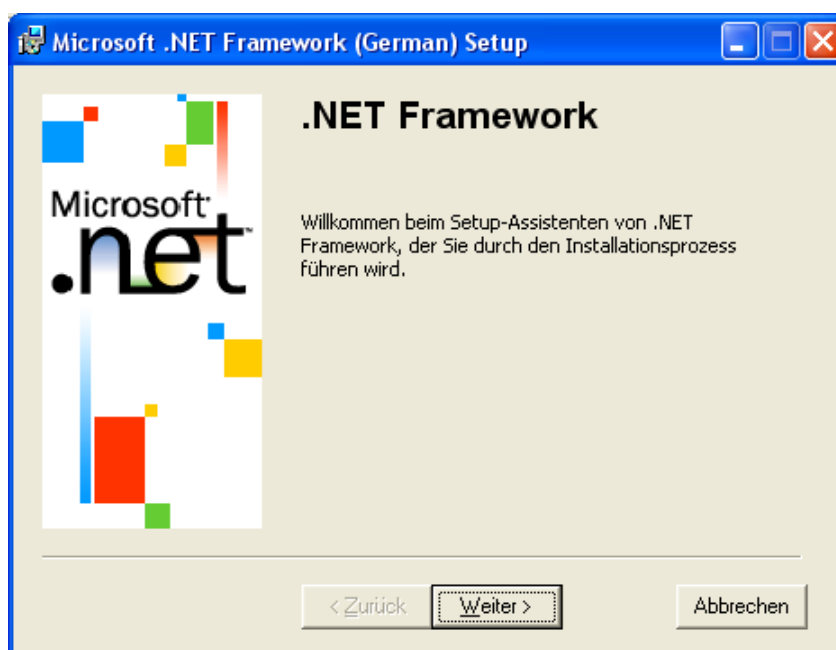 Microsoft .NET Framework (German) Setup
.NET Framework
Microsoft
.net
Willkommen beim Setup-Assistenten von .NET
Framework, der Sie durch den Installationsprozess
führen wird.
< Zurück
Weiter >
Abbrechen